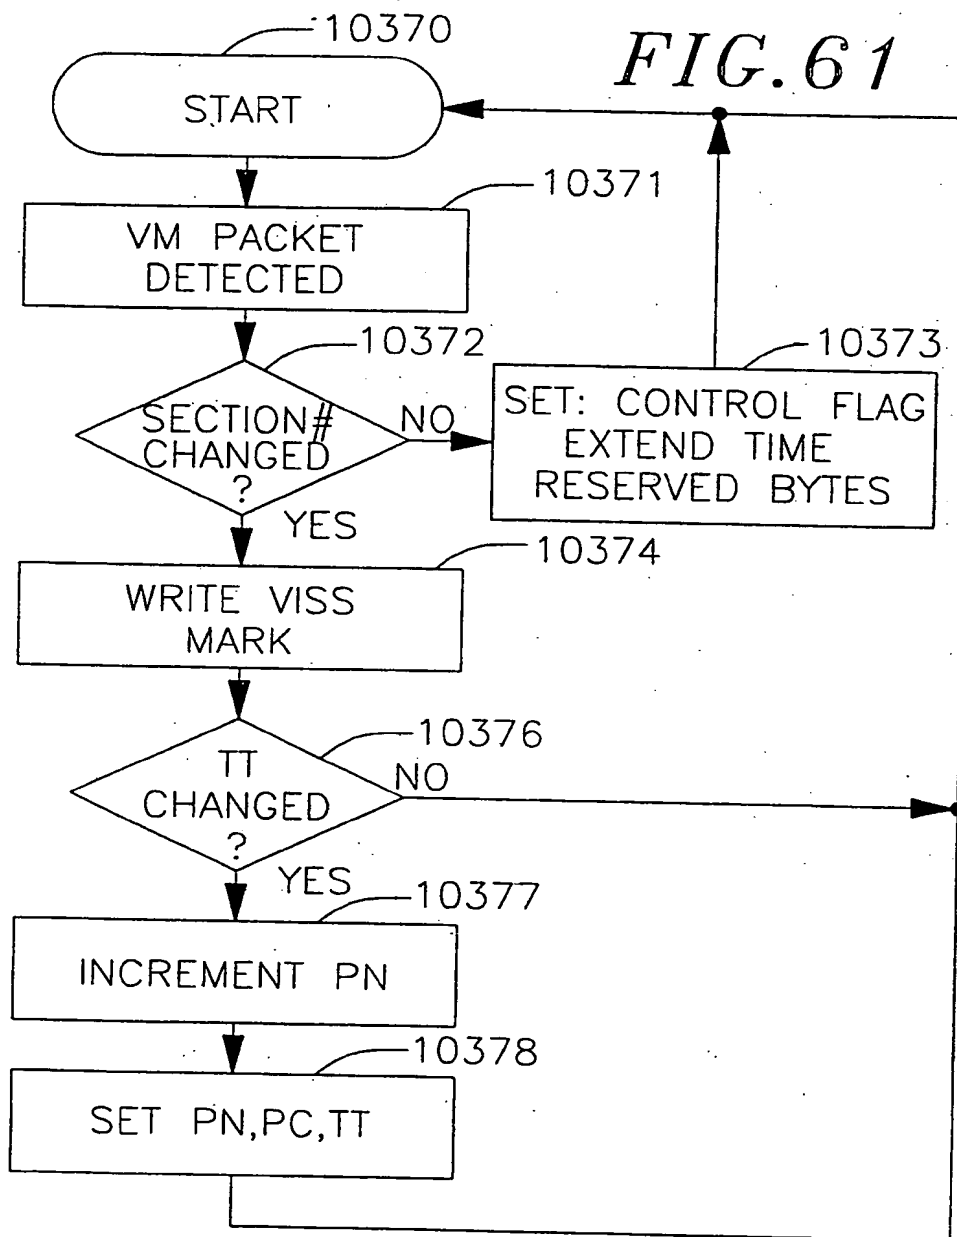 10370
FIG. 61
START
10371
VM PACKET
DETECTED
10372
SECTION#
CHANGED
?
NO
YES
10373
SET: CONTROL FLAG
EXTEND TIME
RESERVED BYTES
10374
WRITE VISS
MARK
10376
TT
CHANGED
?
NO
YES
10377
INCREMENT PN
10378
SET PN,PC,TT